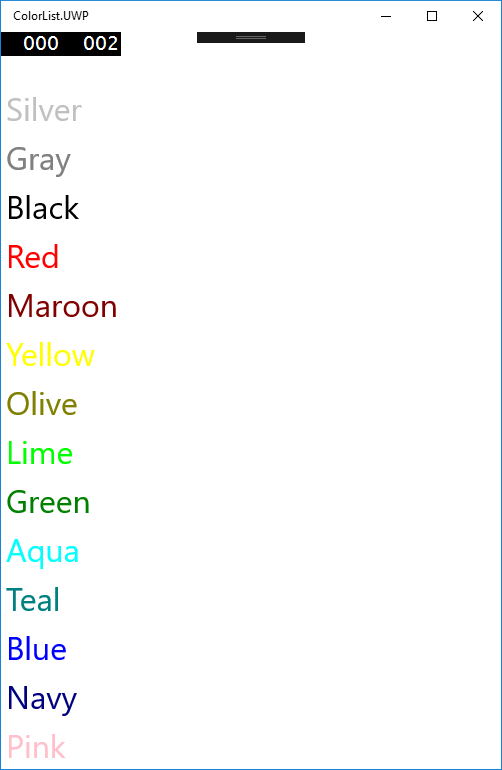 ColorList.UWP
000 002
Silver
Gray
Black
Red
Maroon
Yellow
Olive
Lime
Green
Aqua
Teal
Blue
Navy
Pink